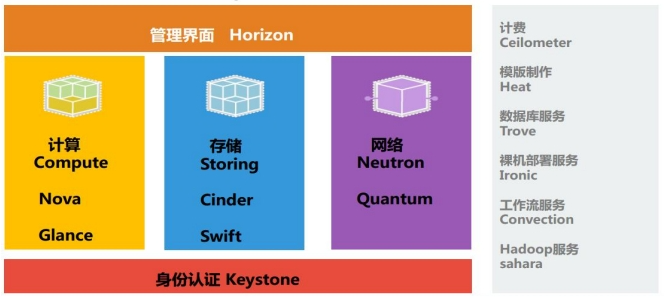 管理界面 Horizon
计算
Compute
Nova
Glance
存储
Storing
Cinder
Swift
网络
Neutron
Quantum
身份认证 Keystone
计费
Ceilometer
模版制作
Heat
数据库服务
Trove
裸机部署服务
Ironic
工作流服务
Convection
Hadoop服务
sahara